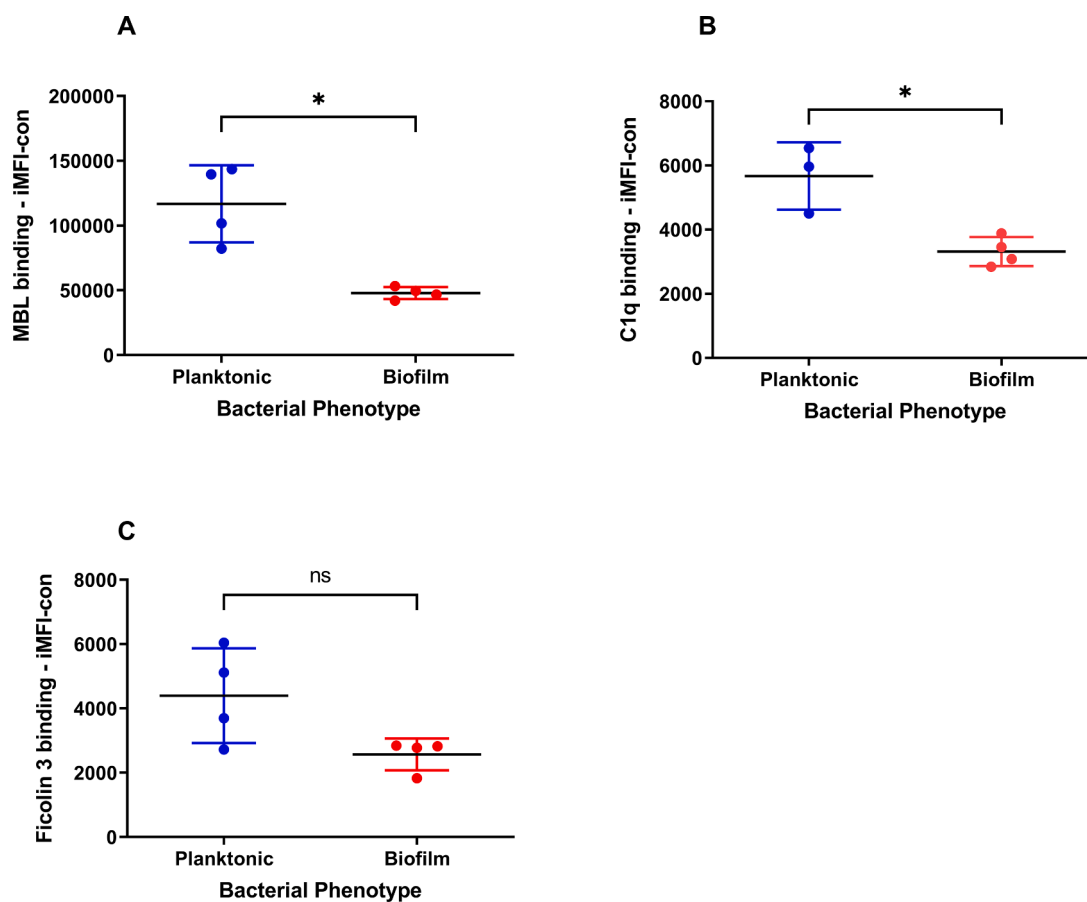 A
MBL binding - iMFI-con
200000
150000
100000
50000
0
*
Planktonic
Biofilm
Bacterial Phenotype
B
C1q binding - iMFI-con
8000
6000
4000
2000
0
*
Planktonic
Biofilm
Bacterial Phenotype
C
Ficolin 3 binding - iMFI-con
8000
6000
4000
2000
0
ns
Planktonic
Biofilm
Bacterial Phenotype